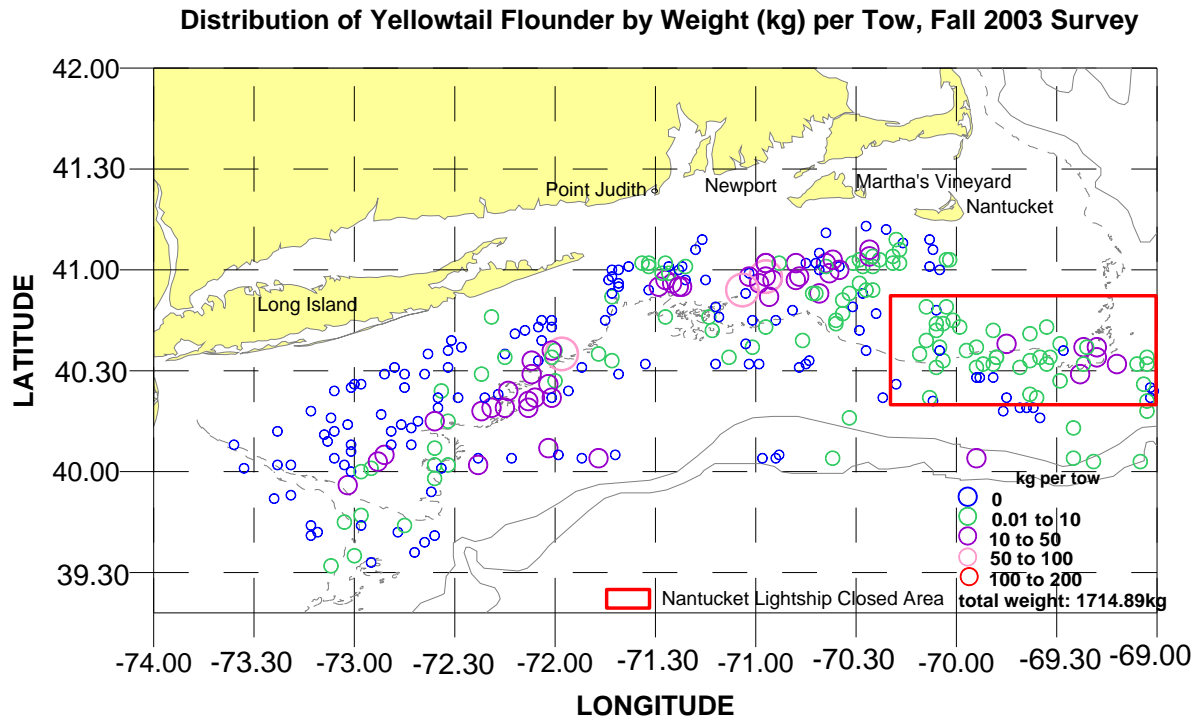 Distribution of Yellowtail Flounder by Weight (kg) per Tow, Fall 2003 Survey
42.00
41.30
41.00
40.30
40.00
39.30
LATITUDE
Point Judith
Newport
Martha's Vineyard
Nantucket
Long Island
kg per tow
0
0.01 to 10
10 to 50
50 to 100
100 to 200
Nantucket Lightship Closed Area
total weight: 1714.89kg
-74.00 -73.30 -73.00 -72.30 -72.00 -71.30 -71.00 -70.30 -70.00 -69.30 -69.00
LONGITUDE